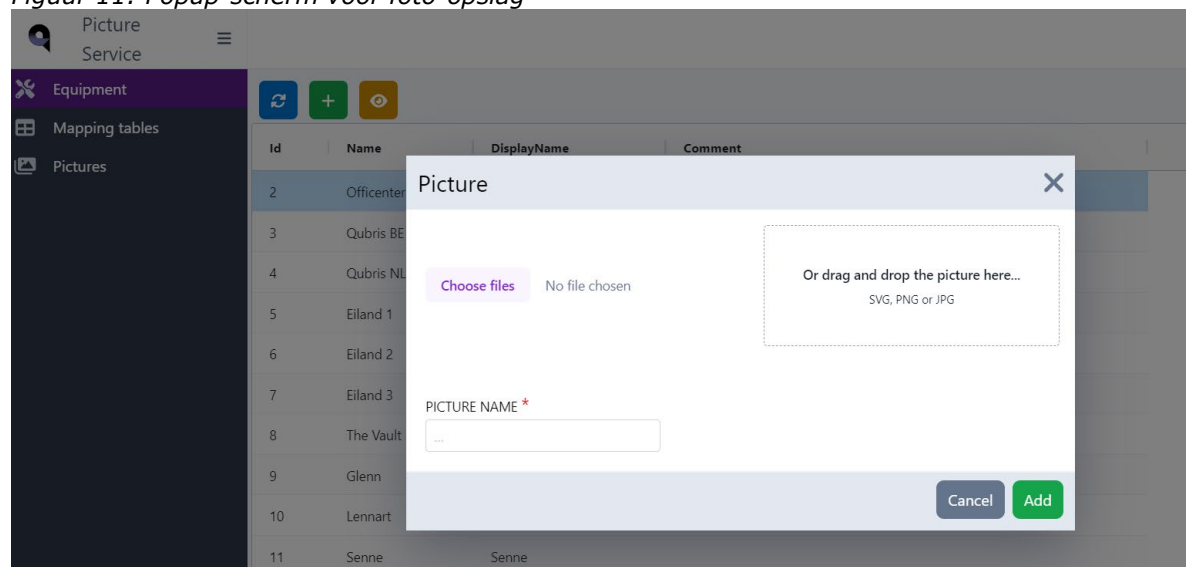 Figuur 11: Popup-scherm voor foto-opslag
Picture
Service
Equipment
Mapping tables
Pictures
Id Name DisplayName Comment
2 Officenter
3 Qubris BE
4 Qubris NL
5 Eiland 1
6 Eiland 2
7 Eiland 3
8 The Vault
9 Glenn
10 Lennart
11 Senne Senne
Picture
Choose files No file chosen
Or drag and drop the picture here...
SVG, PNG or JPG
PICTURE NAME *
...
Cancel Add